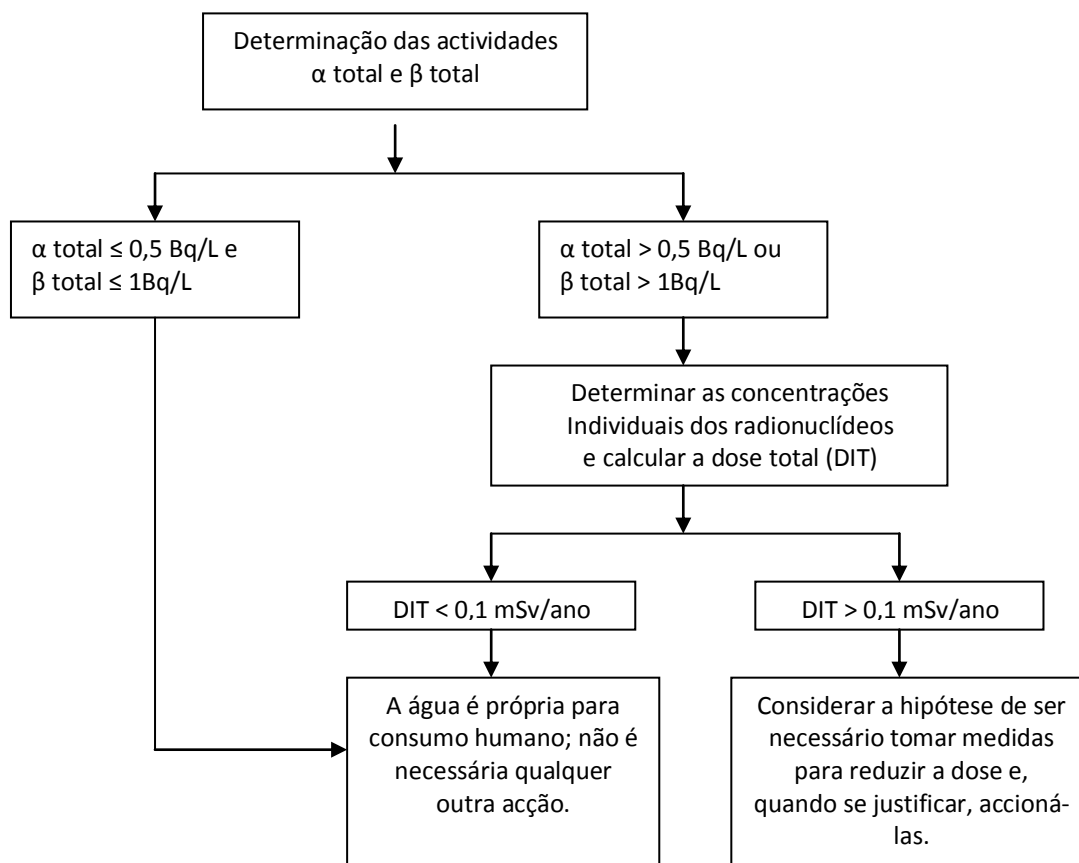 Determinação das actividades
α total e β total
α total ≤ 0,5 Bq/L e
β total ≤ 1Bq/L
α total > 0,5 Bq/L ou
β total > 1Bq/L
Determinar as concentrações
Individuais dos radionuclídeos
e calcular a dose total (DIT)
DIT < 0,1 mSv/ano
DIT > 0,1 mSv/ano
A água é própria para
consumo humano; não é
necessária qualquer
outra acção.
Considerar a hipótese de ser
necessário tomar medidas
para reduzir a dose e,
quando se justificar, accioná-
las.